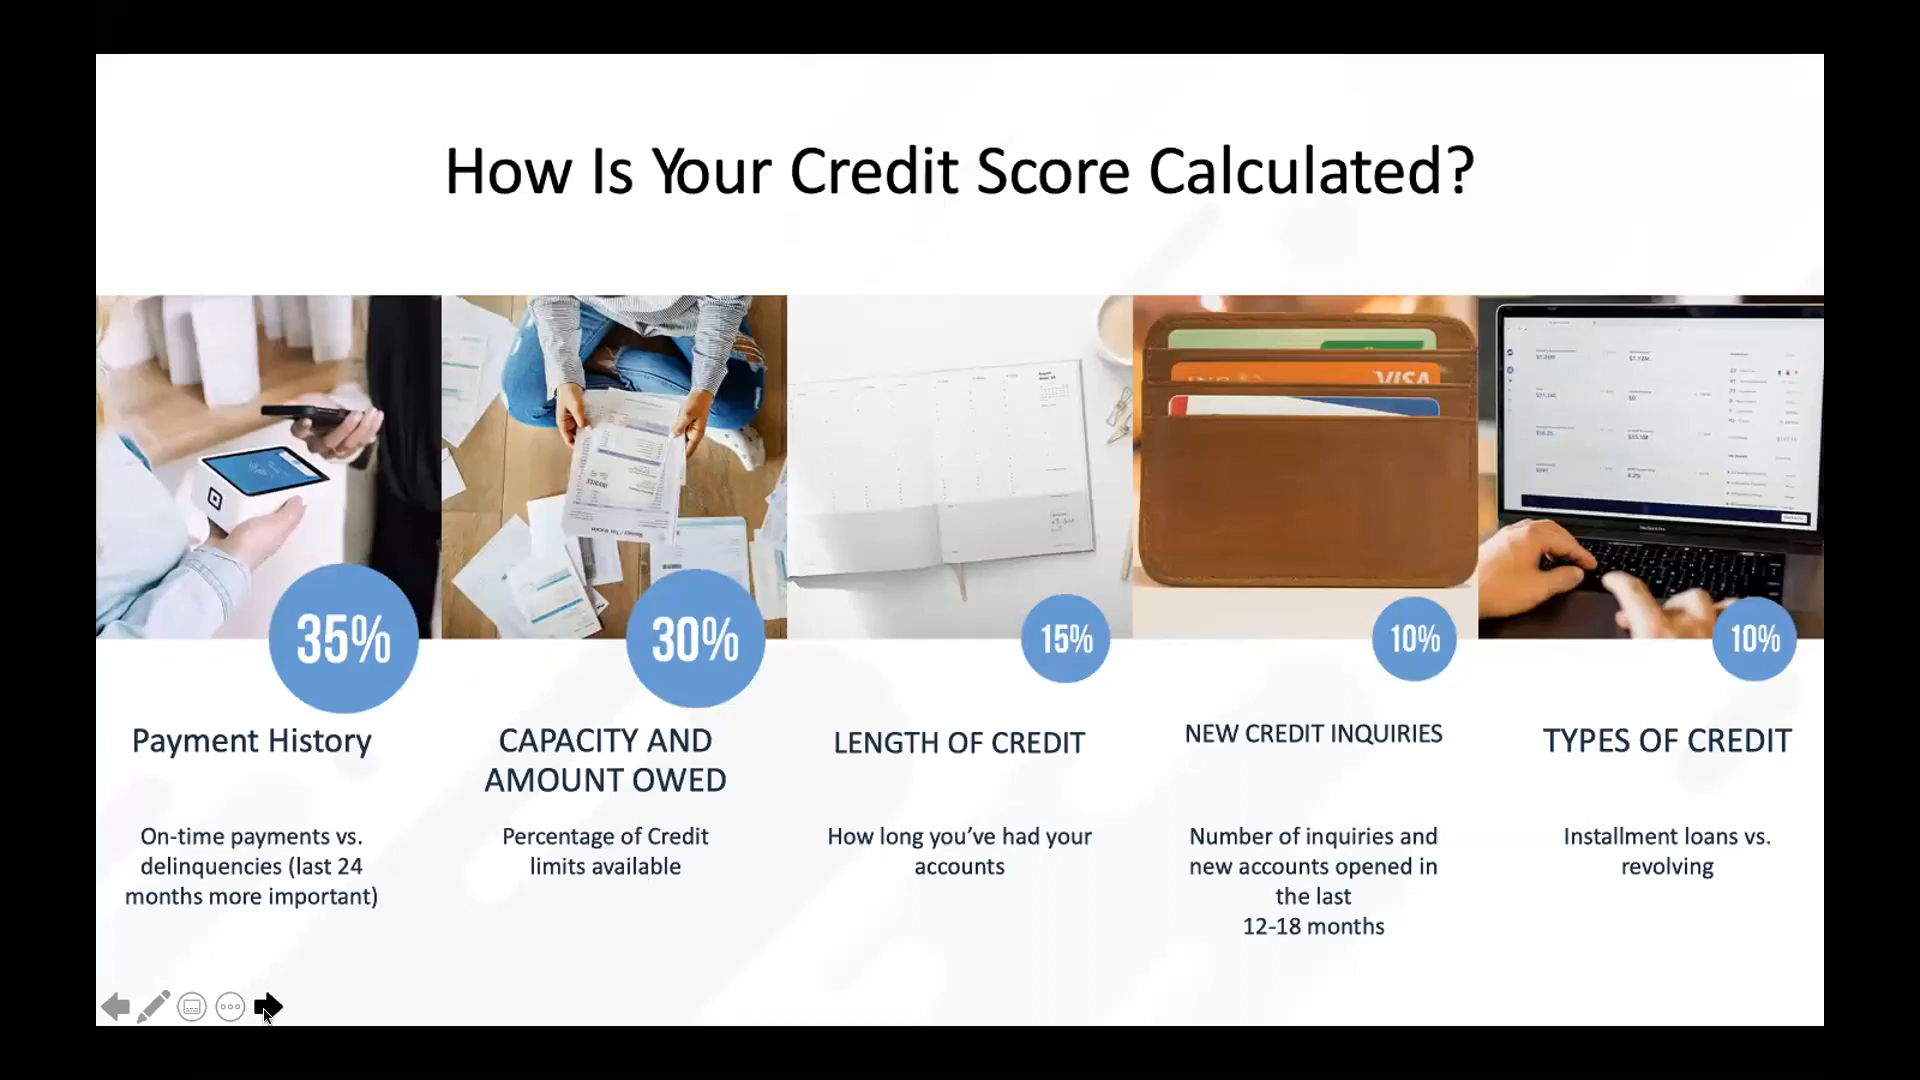 How Is Your Credit Score Calculated?
VISA
INVOICE
35%
30%
15%
10%
10%
Payment History
CAPACITY AND
AMOUNT OWED
LENGTH OF CREDIT
NEW CREDIT INQUIRIES
TYPES OF CREDIT
On-time payments vs.
delinquencies (last 24
months more important)
Percentage of Credit
limits available
How long you've had your
accounts
Number of inquiries and
new accounts opened in
the last
12-18 months
Installment loans vs.
revolving